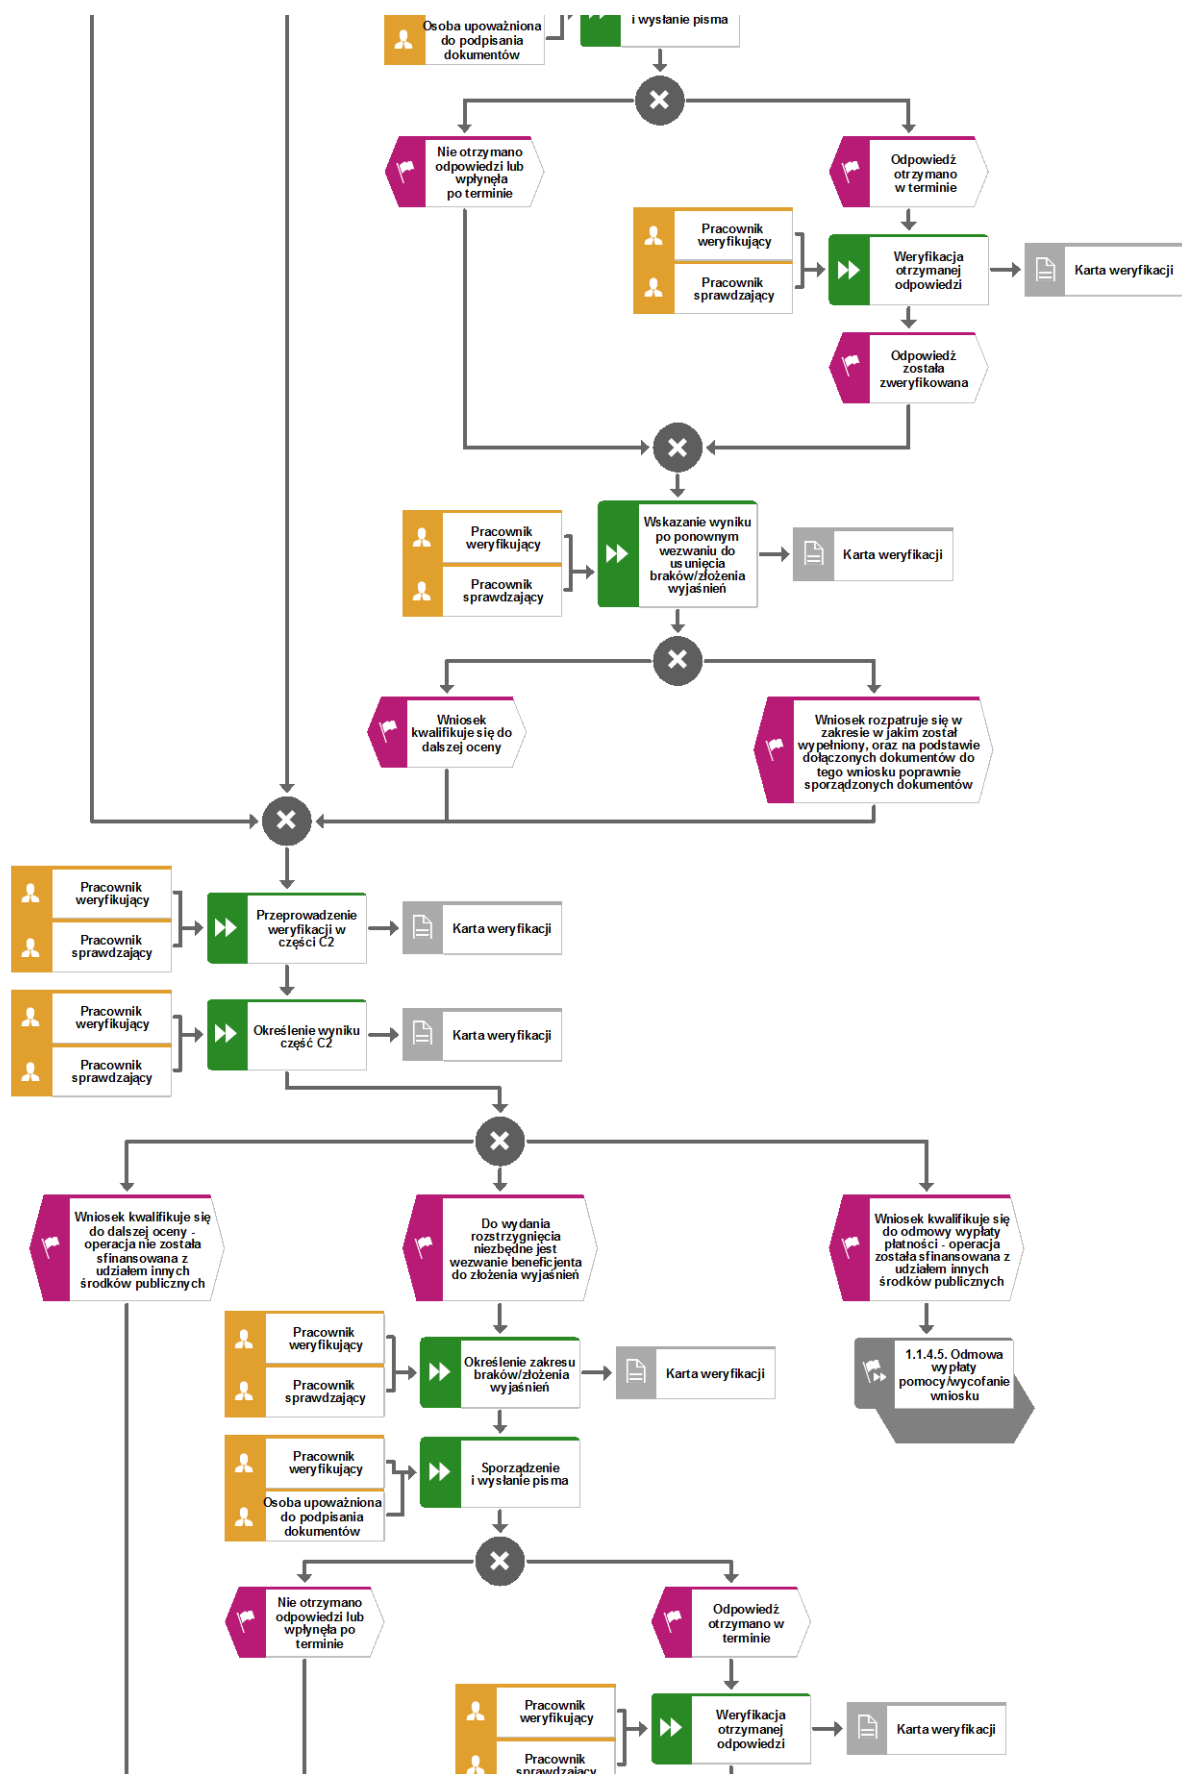 Osoba upoważniona
do podpisania
dokumentów
i wysłanie pisma
Nie otrzymano
odpowiedzi lub
wpłynęła
po terminie
Odpowiedź
otrzymano
w terminie
Pracownik
weryfikujący
Pracownik
sprawdzający
Weryfikacja
otrzymanej
odpowiedzi
Karta weryfikacji
Odpowiedź
została
zweryfikowana
Pracownik
weryfikujący
Pracownik
sprawdzający
Wskazanie wyniku
po ponownym
wezwaniu do
usunięcia
braków/złożenia
wyjaśnień
Karta weryfikacji
Wniosek
kwalifikuje się do
dalszej oceny
Wniosek rozpatruje się w
zakresie w jakim został
wypełniony, oraz na podstawie
dołączonych dokumentów do
tego wniosku poprawnie
sporządzonych dokumentów
Pracownik
weryfikujący
Pracownik
sprawdzający
Przeprowadzenie
weryfikacji w
części C2
Karta weryfikacji
Pracownik
weryfikujący
Pracownik
sprawdzający
Określenie wyniku
część C2
Karta weryfikacji
Wniosek kwalifikuje się
do dalszej oceny -
operacja nie została
sfinansowana z
udziałem innych
środków publicznych
Do wydania
rozstrzygnięcia
niezbędne jest
wezwanie beneficjenta
do złożenia wyjaśnień
Wniosek kwalifikuje się
do odmowy wypłaty
płatności - operacja
została sfinansowana z
udziałem innych
środków publicznych
Pracownik
weryfikujący
Pracownik
sprawdzający
Określenie zakresu
braków/złożenia
wyjaśnień
Karta weryfikacji
1.1.4.5. Odmowa
wypłaty
pomocy/wycofanie
wniosku
Pracownik
weryfikujący
Osoba upoważniona
do podpisania
dokumentów
Sporządzenie
i wysłanie pisma
Nie otrzymano
odpowiedzi lub
wpłynęła po
terminie
Odpowiedź
otrzymano w
terminie
Pracownik
weryfikujący
Pracownik
sprawdzający
Weryfikacja
otrzymanej
odpowiedzi
Karta weryfikacji